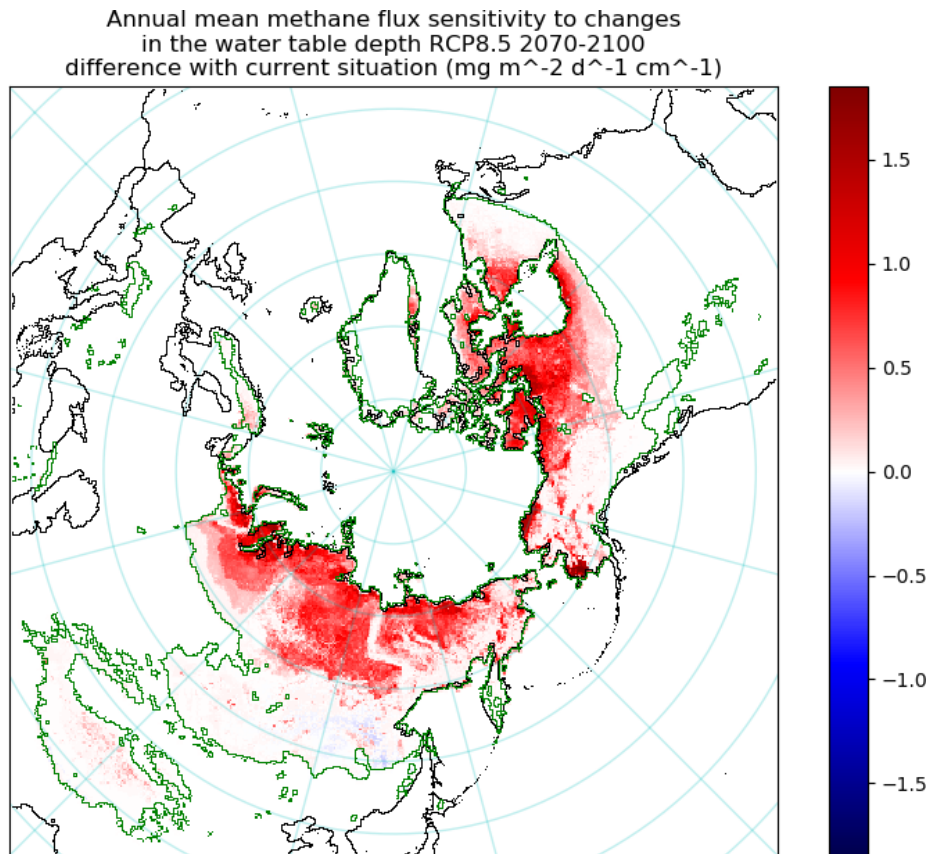 Annual mean methane flux sensitivity to changes
in the water table depth RCP8.5 2070-2100
difference with current situation (mg m^-2 d^-1 cm^-1)
1.5
1.0
0.5
0.0
−0.5
−1.0
−1.5